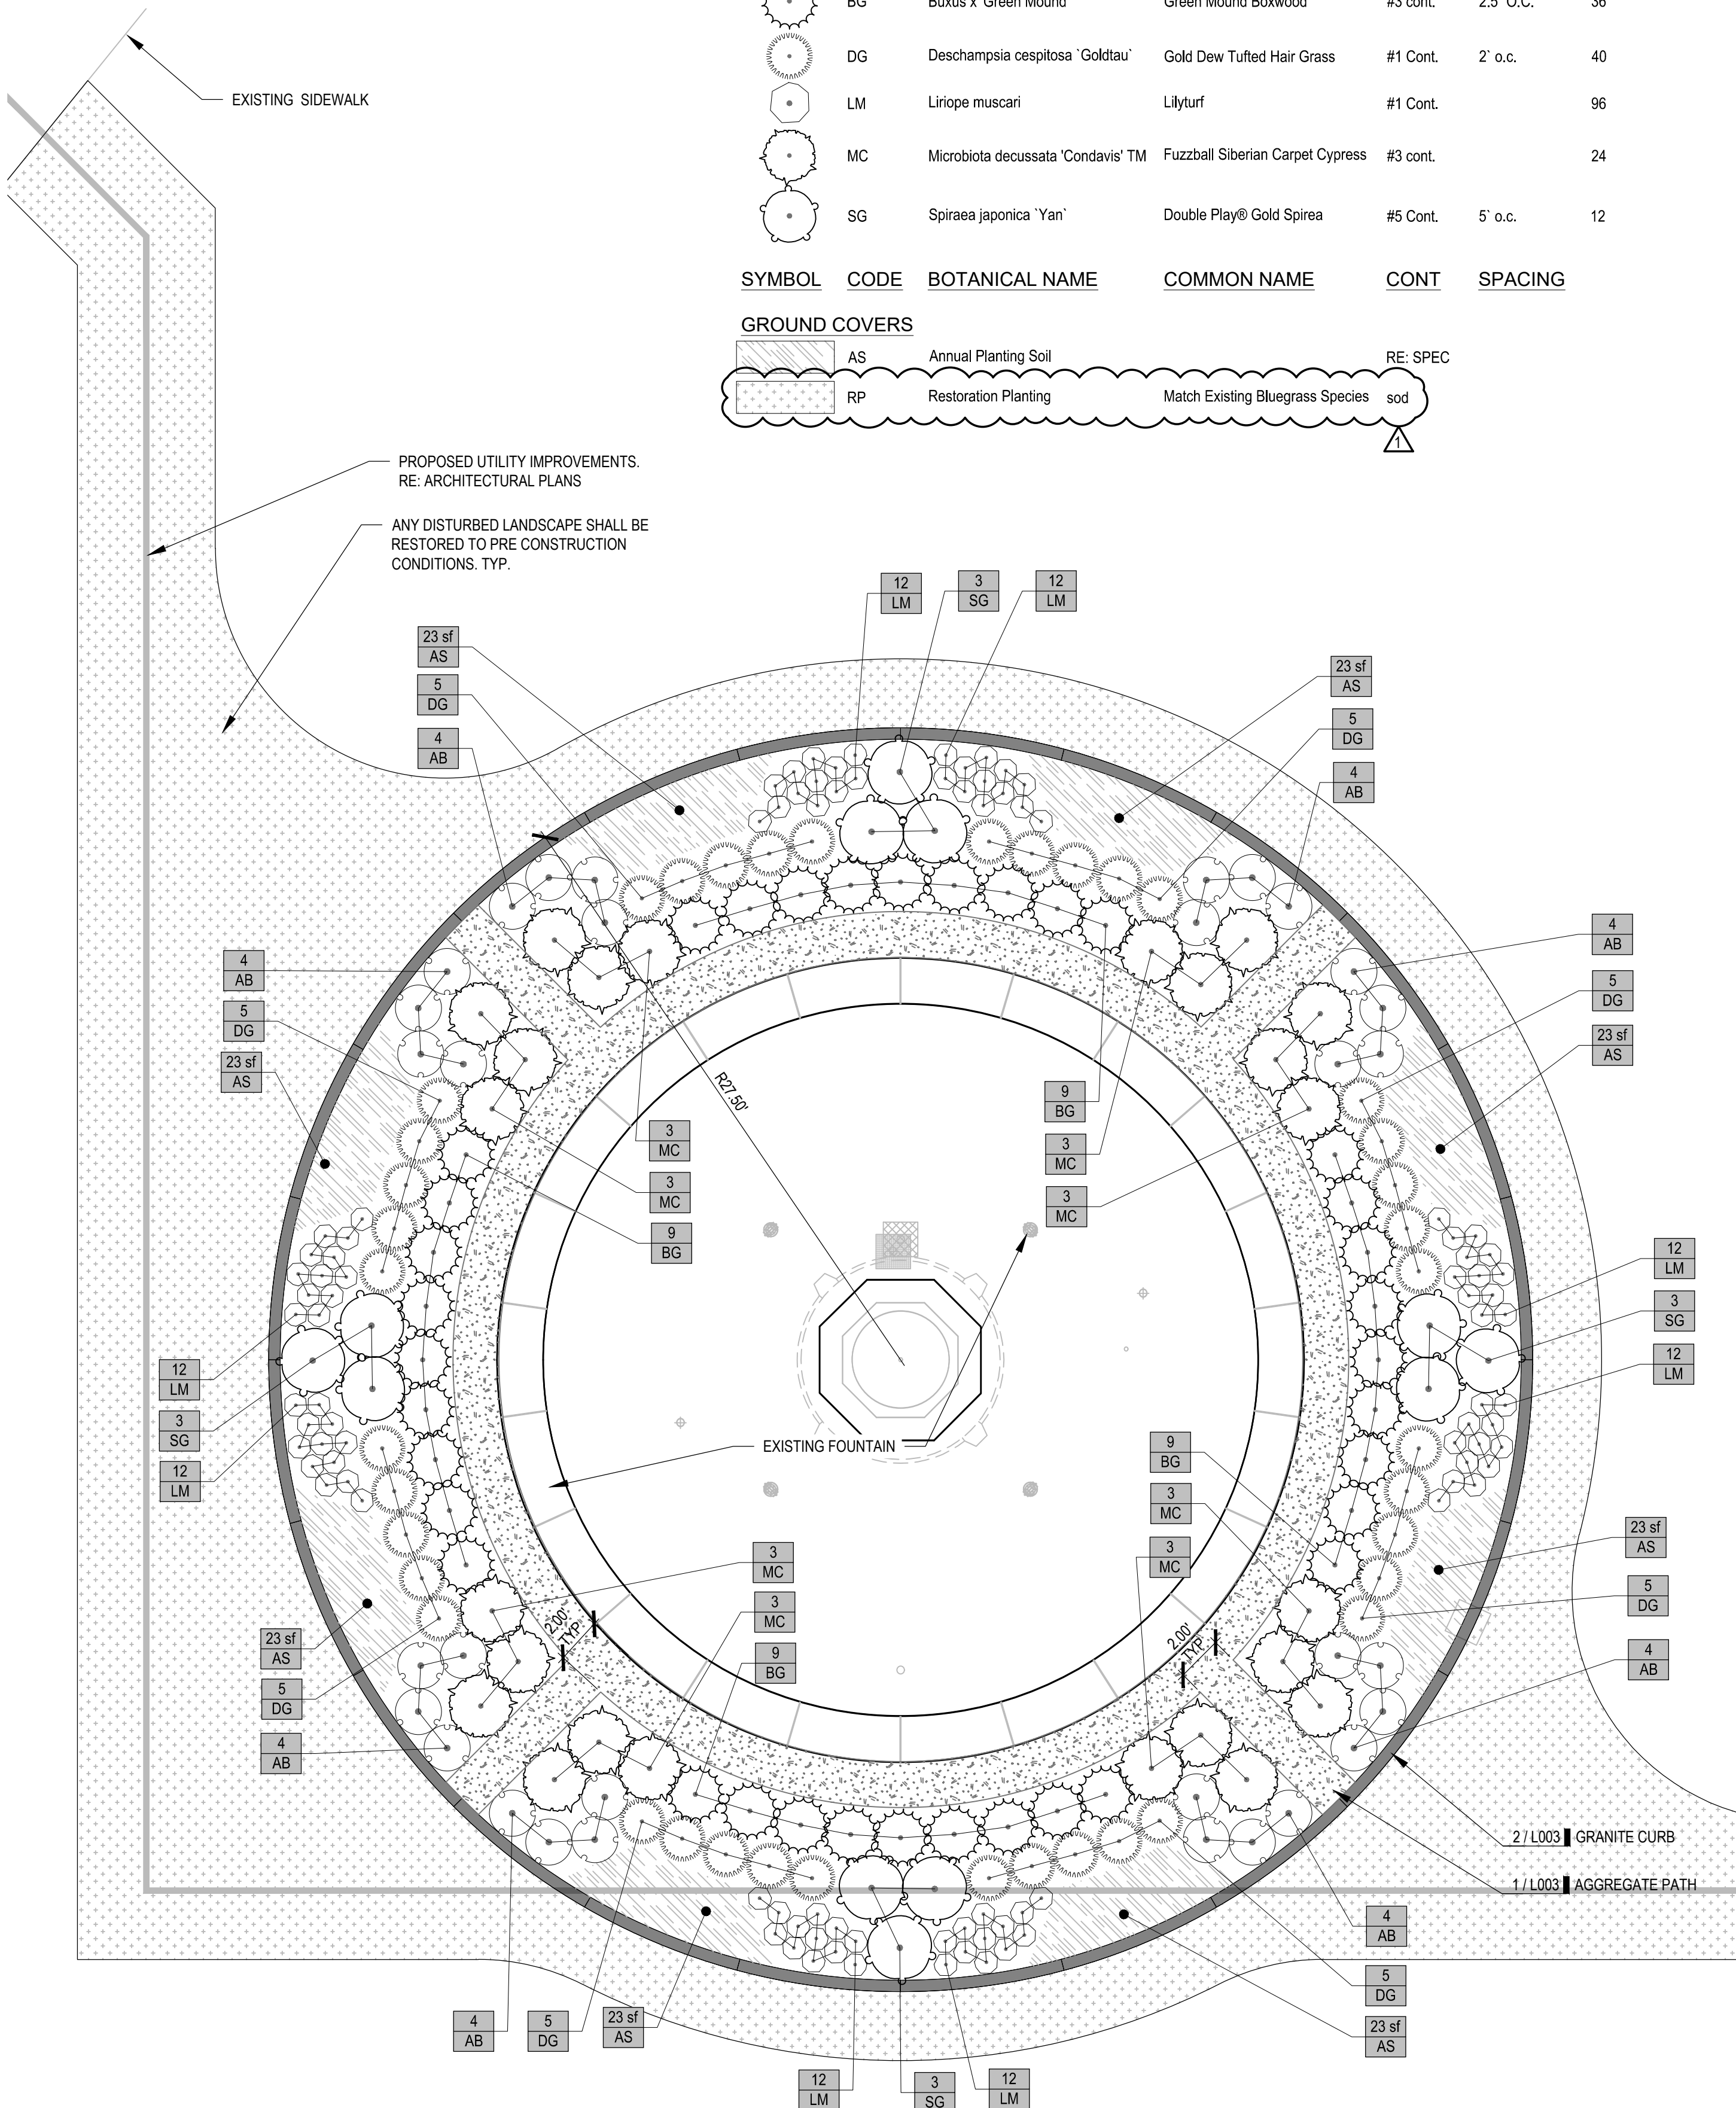 BG Buxus x 'Green Mound' Green Mound Boxwood #3 cont. 2.5' O.C. 36
DG Deschampsia cespitosa `Goldtau` Gold Dew Tufted Hair Grass #1 Cont. 2` o.c. 40
LM Liriope muscari Lilyturf #1 Cont. 96
MC Microbiota decussata 'Condavis' TM Fuzzball Siberian Carpet Cypress #3 cont. 24
SG Spiraea japonica `Yan` Double Play® Gold Spirea #5 Cont. 5` o.c. 12
SYMBOL CODE BOTANICAL NAME COMMON NAME CONT SPACING
GROUND COVERS
AS Annual Planting Soil RE: SPEC
RP Restoration Planting Match Existing Bluegrass Species sod
1
EXISTING SIDEWALK
PROPOSED UTILITY IMPROVEMENTS.
RE: ARCHITECTURAL PLANS
ANY DISTURBED LANDSCAPE SHALL BE
RESTORED TO PRE CONSTRUCTION
CONDITIONS. TYP.
12
LM
3
SG
12
LM
23 sf
AS
5
DG
4
AB
23 sf
AS
5
DG
4
AB
4
AB
5
DG
23 sf
AS
4
AB
5
DG
23 sf
AS
R27.50'
3
MC
3
MC
9
BG
9
BG
3
MC
3
MC
12
LM
3
SG
12
LM
12
LM
3
SG
12
LM
EXISTING FOUNTAIN
9
BG
3
MC
3
MC
3
MC
3
MC
9
BG
2.00'
TYP.
2.00'
TYP.
23 sf
AS
5
DG
4
AB
23 sf
AS
5
DG
4
AB
2 / L003 GRANITE CURB
1 / L003 AGGREGATE PATH
4
AB
5
DG
23 sf
AS
4
AB
5
DG
23 sf
AS
12
LM
3
SG
12
LM